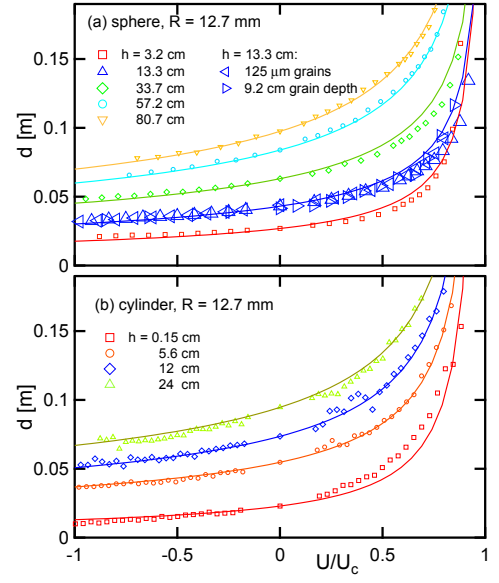 (a) sphere, R = 12.7 mm
h = 3.2 cm
13.3 cm
33.7 cm
57.2 cm
80.7 cm
h = 13.3 cm:
125 μm grains
9.2 cm grain depth
d [m]
0.15
0.1
0.05
0
(b) cylinder, R = 12.7 mm
h = 0.15 cm
5.6 cm
12 cm
24 cm
d [m]
0.15
0.1
0.05
0
-1 -0.5 0 0.5 1
U/Uc